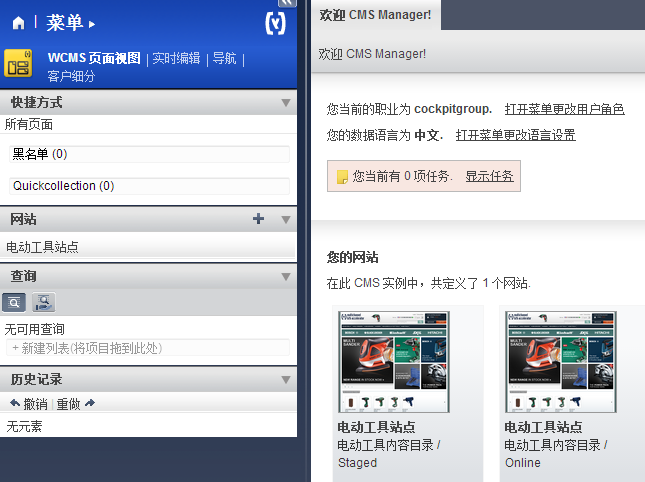 菜单
WCMS 页面视图 | 实时编辑 | 导航 |
客户细分
快捷方式
所有页面
黑名单 (0)
Quickcollection (0)
网站
电动工具站点
查询
无可用查询
+ 新建列表(将项目拖到此处)
历史记录
撤销 | 重做
无元素
欢迎 CMS Manager!
欢迎 CMS Manager!
您当前的职业为 cockpitgroup. 打开菜单更改用户角色
您的数据语言为 中文. 打开菜单更改语言设置
您当前有 0 项任务. 显示任务
您的网站
在此 CMS 实例中，共定义了 1 个网站.
MULTI
SANDER
电动工具站点
电动工具内容目录 /
Staged
MULTI
SANDER
电动工具站点
电动工具内容目录 /
Online